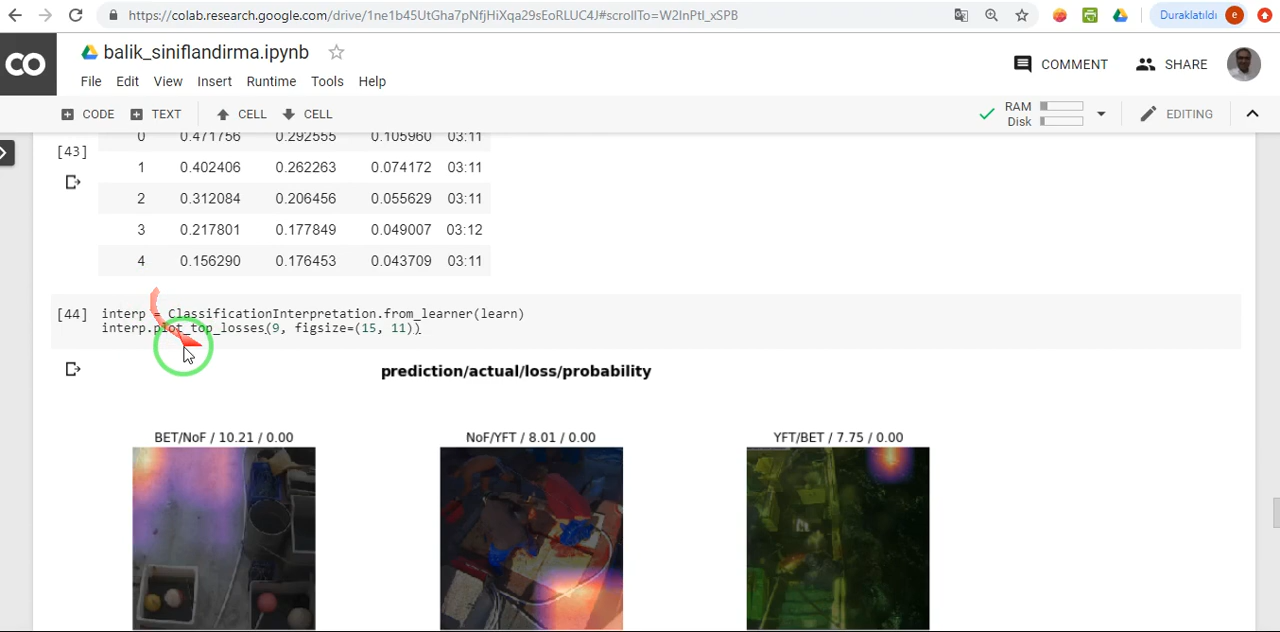 https://colab.research.google.com/drive/1ne1b45UtGha7pNfjHiXqa29sEoRLUC4J#scrollTo=W2InPtl_xSPB
Duraklatıldı e
CO
balik_siniflandirma.ipynb
COMMENT SHARE
File Edit View Insert Runtime Tools Help
CODE TEXT CELL CELL
RAM
Disk
EDITING
0 0.471756 0.292555 0.105960 03:11
[43]
1 0.402406 0.262263 0.074172 03:11
2 0.312084 0.206456 0.055629 03:11
3 0.217801 0.177849 0.049007 03:12
4 0.156290 0.176453 0.043709 03:11
[44] interp = ClassificationInterpretation.from_learner(learn)
interp.plot_top_losses(9, figsize=(15, 11))
prediction/actual/loss/probability
BET/NoF / 10.21 / 0.00
NoF/YFT / 8.01 / 0.00
YFT/BET / 7.75 / 0.00